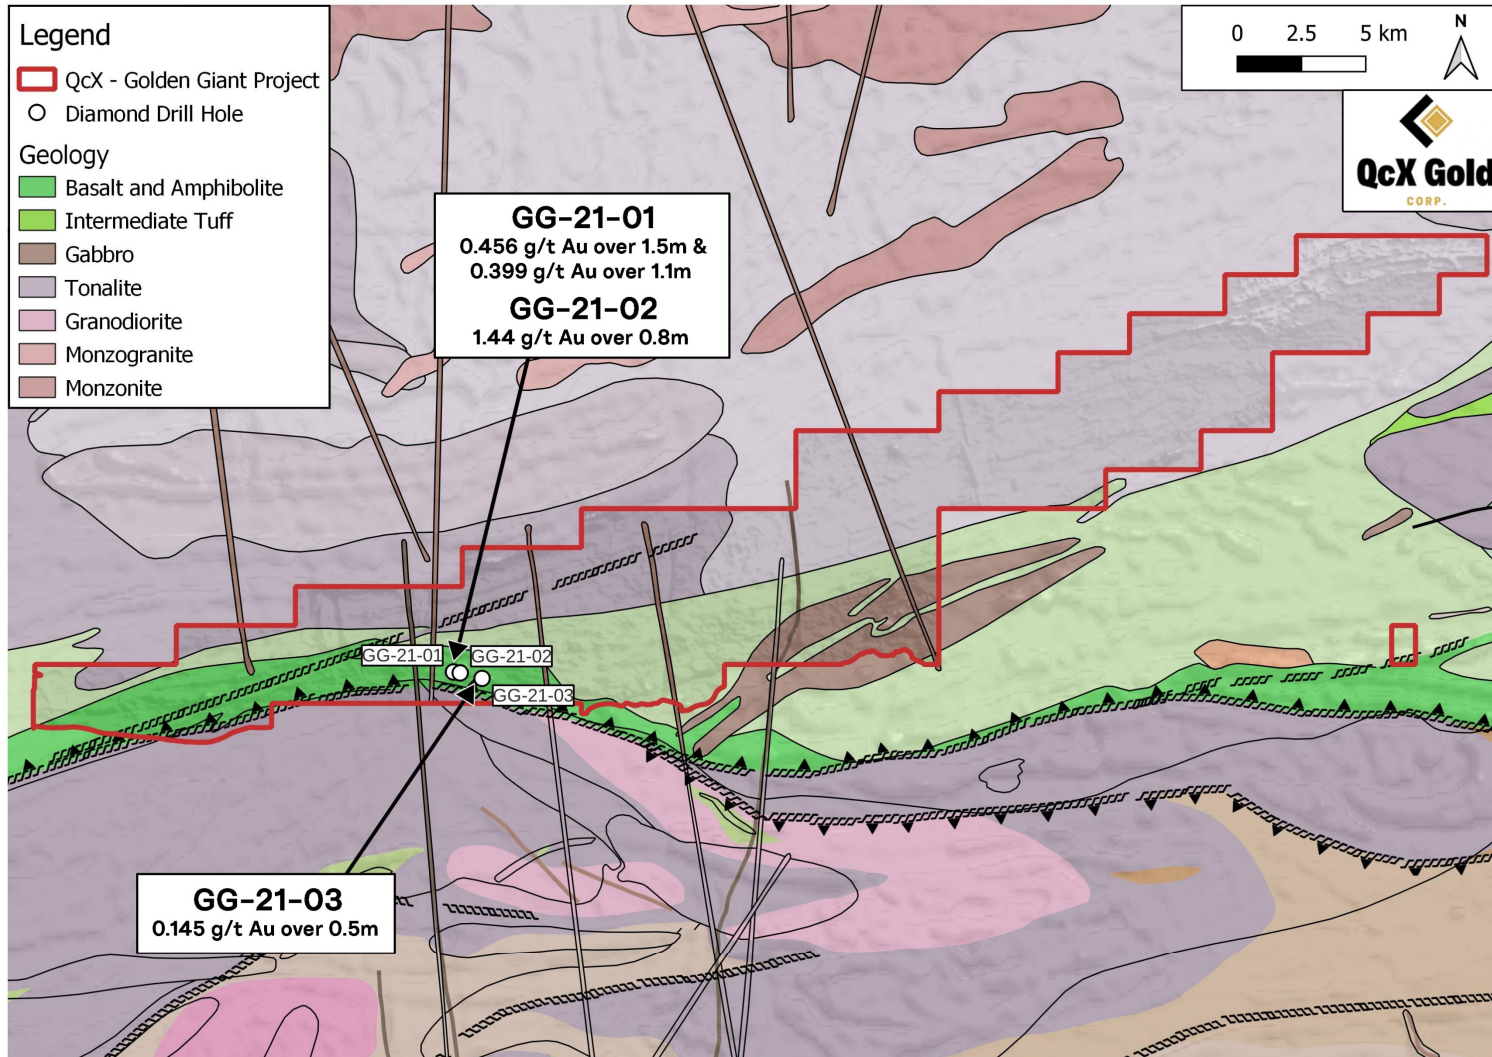 Legend
QcX - Golden Giant Project
Diamond Drill Hole
Geology
Basalt and Amphibolite
Intermediate Tuff
Gabbro
Tonalite
Granodiorite
Monzogranite
Monzonite
0 2.5 5 km
N
QcX Gold
CORP.
GG-21-01
0.456 g/t Au over 1.5m &
0.399 g/t Au over 1.1m
GG-21-02
1.44 g/t Au over 0.8m
GG-21-01
GG-21-02
GG-21-03
GG-21-03
0.145 g/t Au over 0.5m